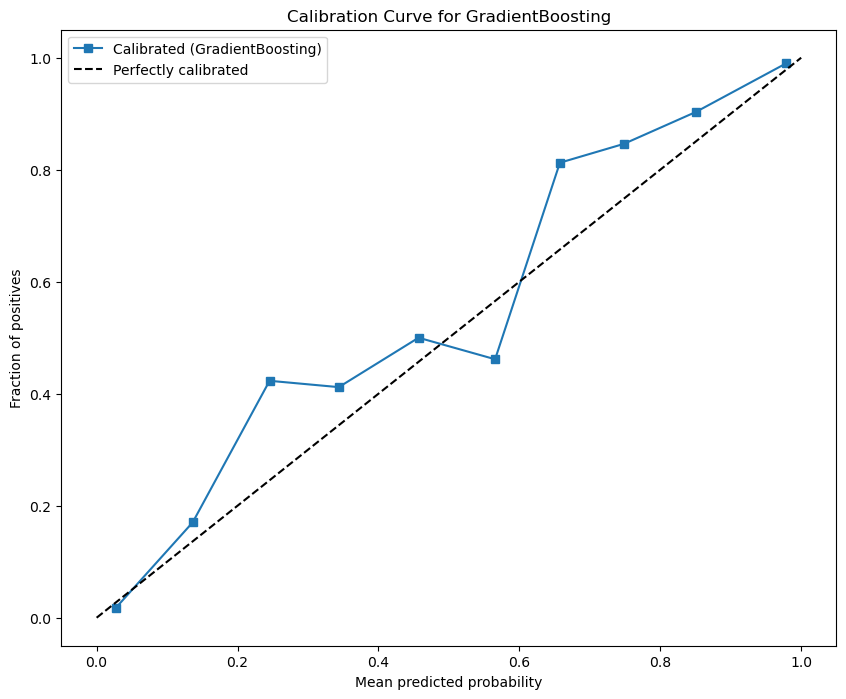 Calibration Curve for GradientBoosting
Calibrated (GradientBoosting)
Perfectly calibrated
Fraction of positives
1.0
0.8
0.6
0.4
0.2
0.0
0.0 0.2 0.4 0.6 0.8 1.0
Mean predicted probability